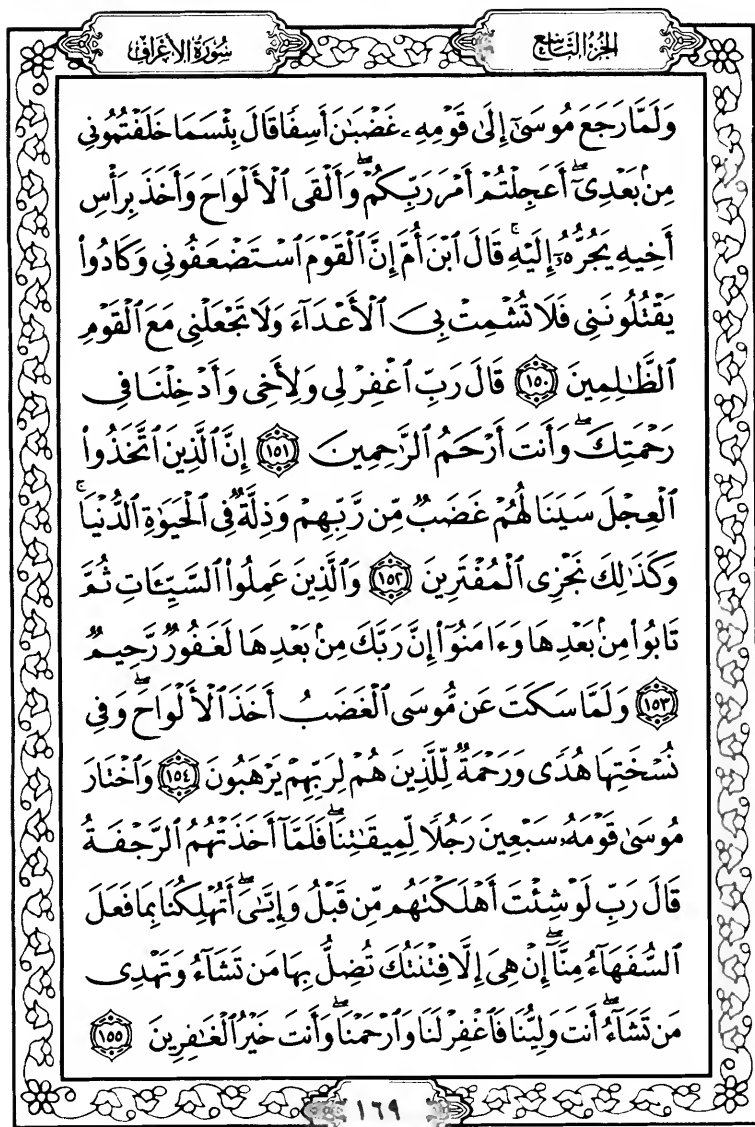 الجزء التاسع
سورة الأعراف
وَلَمَّا رَجَعَ مُوسَىٰٓ إِلَىٰ قَوْمِهِۦ غَضْبَٰنَ أَسِفٗا قَالَ بِئۡسَمَا خَلَفۡتُمُونِي
مِنۢ بَعۡدِيٓۖ أَعَجِلۡتُمۡ أَمۡرَ رَبِّكُمۡۖ وَأَلۡقَى ٱلۡأَلۡوَاحَ وَأَخَذَ بِرَأۡسِ
أَخِيهِ يَجُرُّهُۥٓ إِلَيۡهِۚ قَالَ ٱبۡنَ أُمَّ إِنَّ ٱلۡقَوۡمَ ٱسۡتَضۡعَفُونِي وَكَادُواْ
يَقۡتُلُونَنِي فَلَا تُشۡمِتۡ بِيَ ٱلۡأَعۡدَآءَ وَلَا تَجۡعَلۡنِي مَعَ ٱلۡقَوۡمِ
ٱلظَّٰلِمِينَ ١٥٠ قَالَ رَبِّ ٱغۡفِرۡ لِي وَلِأَخِي وَأَدۡخِلۡنَا فِي
رَحۡمَتِكَۖ وَأَنتَ أَرۡحَمُ ٱلرَّٰحِمِينَ ١٥١ إِنَّ ٱلَّذِينَ ٱتَّخَذُواْ
ٱلۡعِجۡلَ سَيَنَالُهُمۡ غَضَبٞ مِّن رَّبِّهِمۡ وَذِلَّةٞ فِي ٱلۡحَيَوٰةِ ٱلدُّنۡيَاۚ
وَكَذَٰلِكَ نَجۡزِي ٱلۡمُفۡتَرِينَ ١٥٢ وَٱلَّذِينَ عَمِلُواْ ٱلسَّيِّـَٔاتِ ثُمَّ
تَابُواْ مِنۢ بَعۡدِهَا وَءَامَنُوٓاْ إِنَّ رَبَّكَ مِنۢ بَعۡدِهَا لَغَفُورٞ رَّحِيمٞ
١٥٣ وَلَمَّا سَكَتَ عَن مُّوسَى ٱلۡغَضَبُ أَخَذَ ٱلۡأَلۡوَاحَۖ وَفِي
نُسۡخَتِهَا هُدٗى وَرَحۡمَةٞ لِّلَّذِينَ هُمۡ لِرَبِّهِمۡ يَرۡهَبُونَ ١٥٤ وَٱخۡتَارَ
مُوسَىٰ قَوۡمَهُۥ سَبۡعِينَ رَجُلٗا لِّمِيقَٰتِنَاۖ فَلَمَّآ أَخَذَتۡهُمُ ٱلرَّجۡفَةُ
قَالَ رَبِّ لَوۡ شِئۡتَ أَهۡلَكۡتَهُم مِّن قَبۡلُ وَإِيَّٰيَۖ أَتُهۡلِكُنَا بِمَا فَعَلَ
ٱلسُّفَهَآءُ مِنَّآۖ إِنۡ هِيَ إِلَّا فِتۡنَتُكَ تُضِلُّ بِهَا مَن تَشَآءُ وَتَهۡدِي
مَن تَشَآءُۖ أَنتَ وَلِيُّنَا فَٱغۡفِرۡ لَنَا وَٱرۡحَمۡنَاۖ وَأَنتَ خَيۡرُ ٱلۡغَٰفِرِينَ ١٥٥
١٦٩